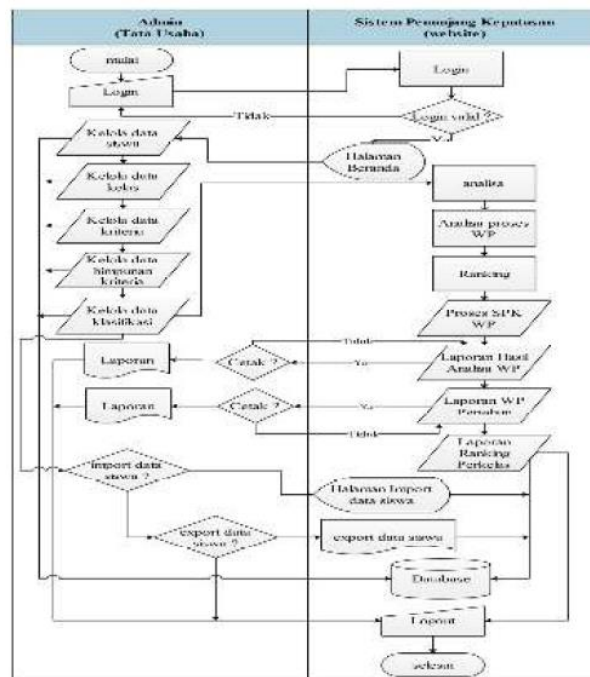 Admin
(Tata Usaha)
Sistem Penunjang Keputusan
(website)
mulai
Login
Login
Tidak
Login valid ?
Ya
Kelola data
siswa
Halaman
Beranda
Kelola data
kelas
analisa
Kelola data
kriteria
Analisa proses
WP
Kelola data
himpunan
kriteria
Ranking
Kelola data
klasifikasi
Proses SPK
WP
Tidak
Laporan
Cetak ?
Ya
Laporan Hasil
Analisa WP
Laporan
Cetak ?
Ya
Laporan WP
Pertahun
Tidak
Laporan
Ranking
Perkelas
import data
siswa ?
Halaman Import
data siswa
export data
siswa ?
export data siswa
Database
Logout
selesai